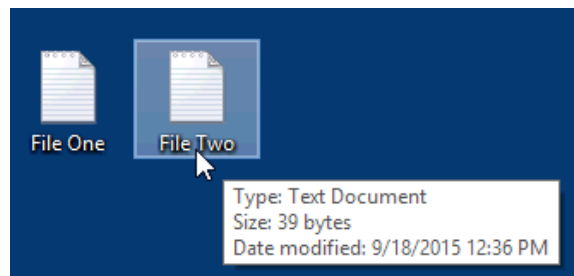 File One
File Two
Type: Text Document
Size: 39 bytes
Date modified: 9/18/2015 12:36 PM